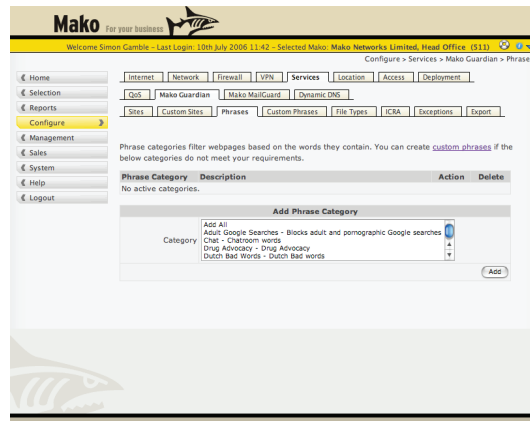 Mako For your business
Welcome Simon Gamble - Last Login: 10th July 2006 11:42 - Selected Mako: Mako Networks Limited, Head Office (S11)
Configure > Services > Mako Guardian > Phrase
Home
Selection
Reports
Configure
Management
Sales
System
Help
Logout
Internet Network Firewall VPN Services Location Access Deployment
QoS Mako Guardian Mako MailGuard Dynamic DNS
Sites Custom Sites Phrases Custom Phrases File Types ICRA Exceptions Export
Phrase categories filter webpages based on the words they contain. You can create custom phrases if the
below categories do not meet your requirements.
Phrase Category Description Action Delete
No active categories.
Add Phrase Category
Category
Add All
Adult Google Searches - Blocks adult and pornographic Google searches
Chat - Chatroom words
Drug Advocacy - Drug Advocacy
Dutch Bad Words - Dutch Bad words
Add